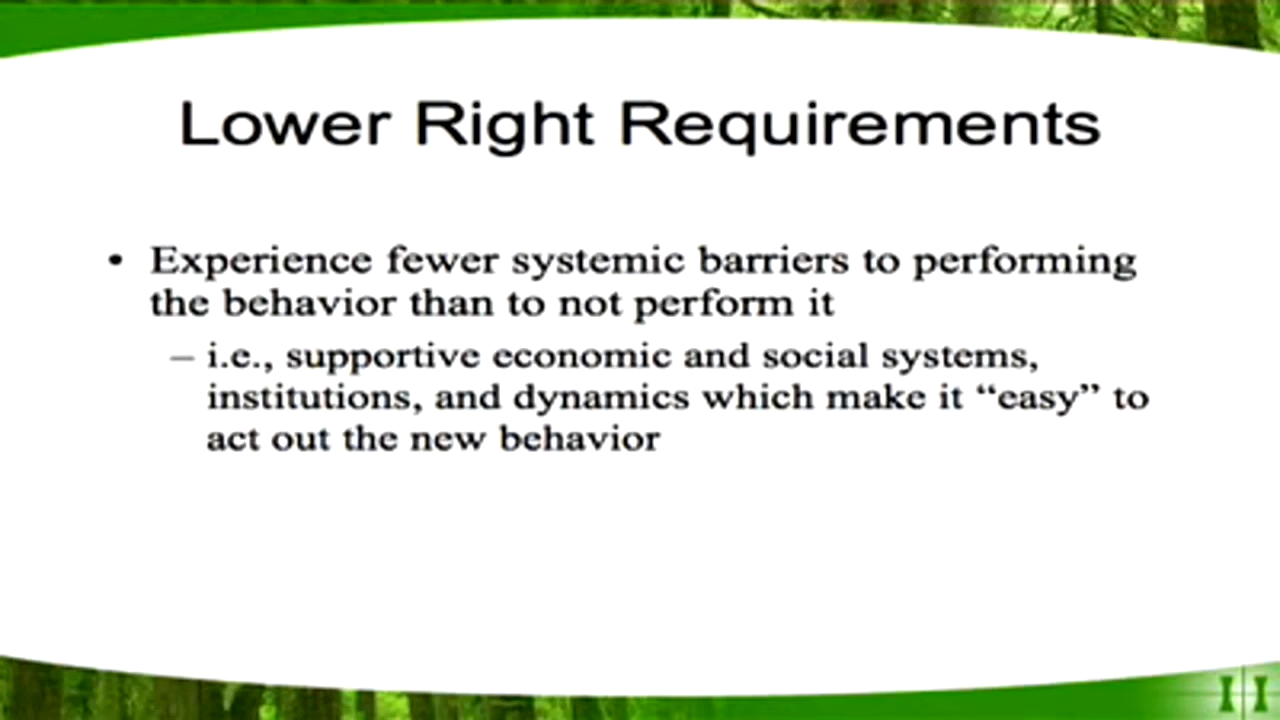 Lower Right Requirements
• Experience fewer systemic barriers to performing
the behavior than to not perform it
– i.e., supportive economic and social systems,
institutions, and dynamics which make it “easy” to
act out the new behavior
I I